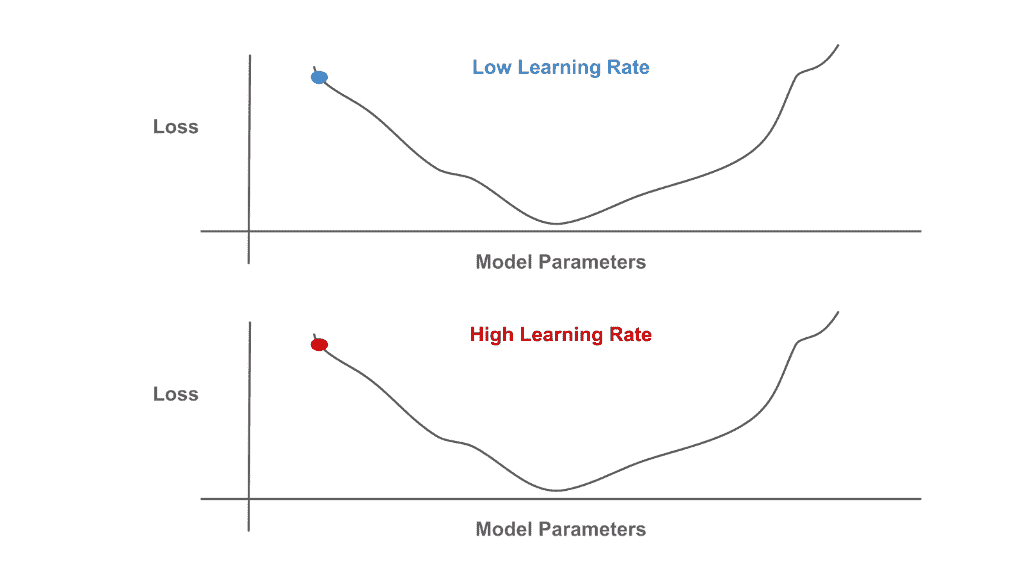 Low Learning Rate
Loss
Model Parameters
High Learning Rate
Loss
Model Parameters